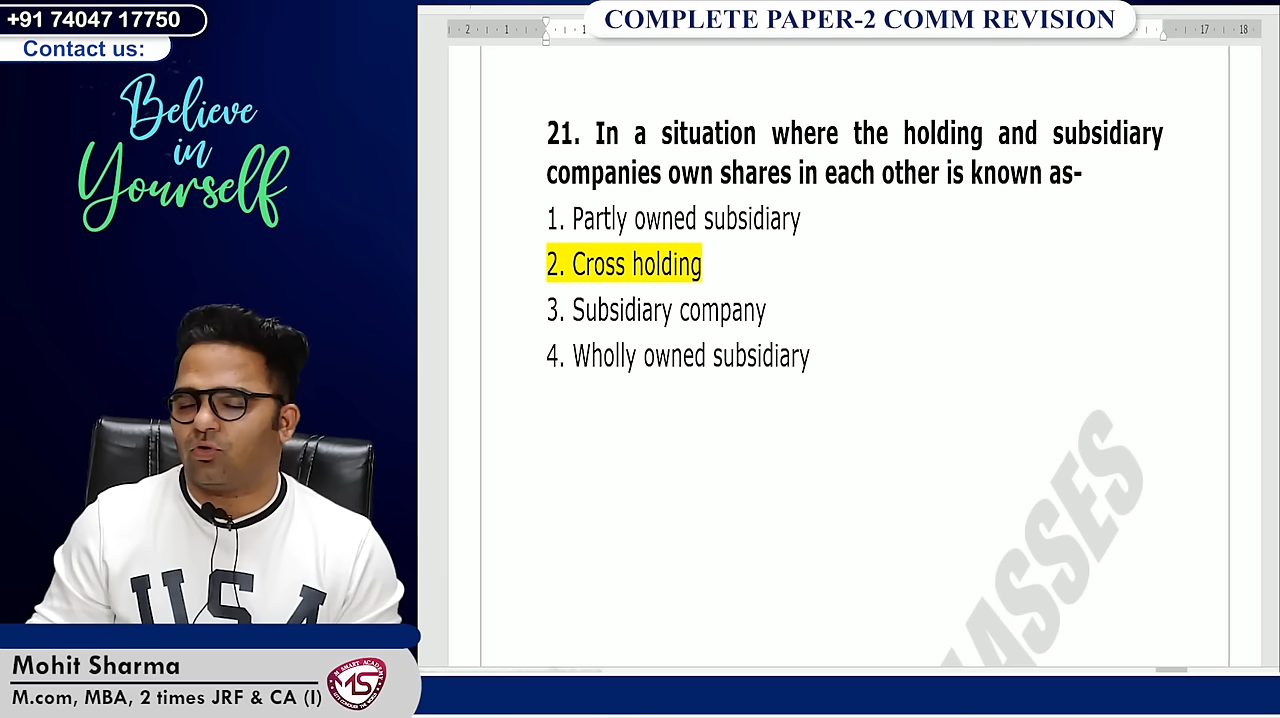 +91 74047 17750
Contact us:
COMPLETE PAPER-2 COMM REVISION
Believe
in
Yourself
21. In a situation where the holding and subsidiary
companies own shares in each other is known as-
1. Partly owned subsidiary
2. Cross holding
3. Subsidiary company
4. Wholly owned subsidiary
USA
Mohit Sharma
M.com, MBA, 2 times JRF & CA (I)